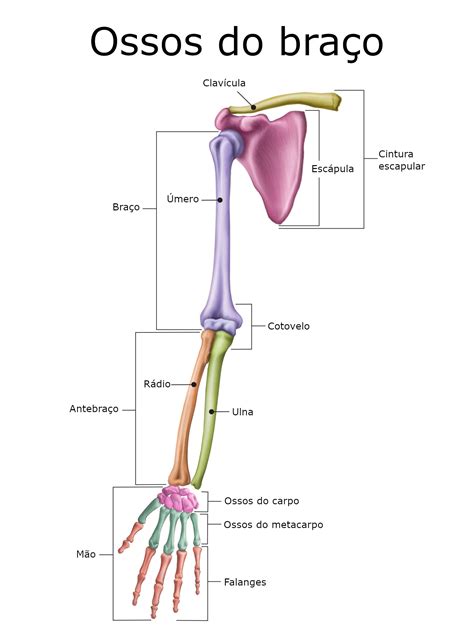 Ossos do braço
Clavícula
Cintura
escapular
Escápula
Úmero
Braço
Cotovelo
Rádio
Antebraço
Ulna
Ossos do carpo
Ossos do metacarpo
Mão
Falanges